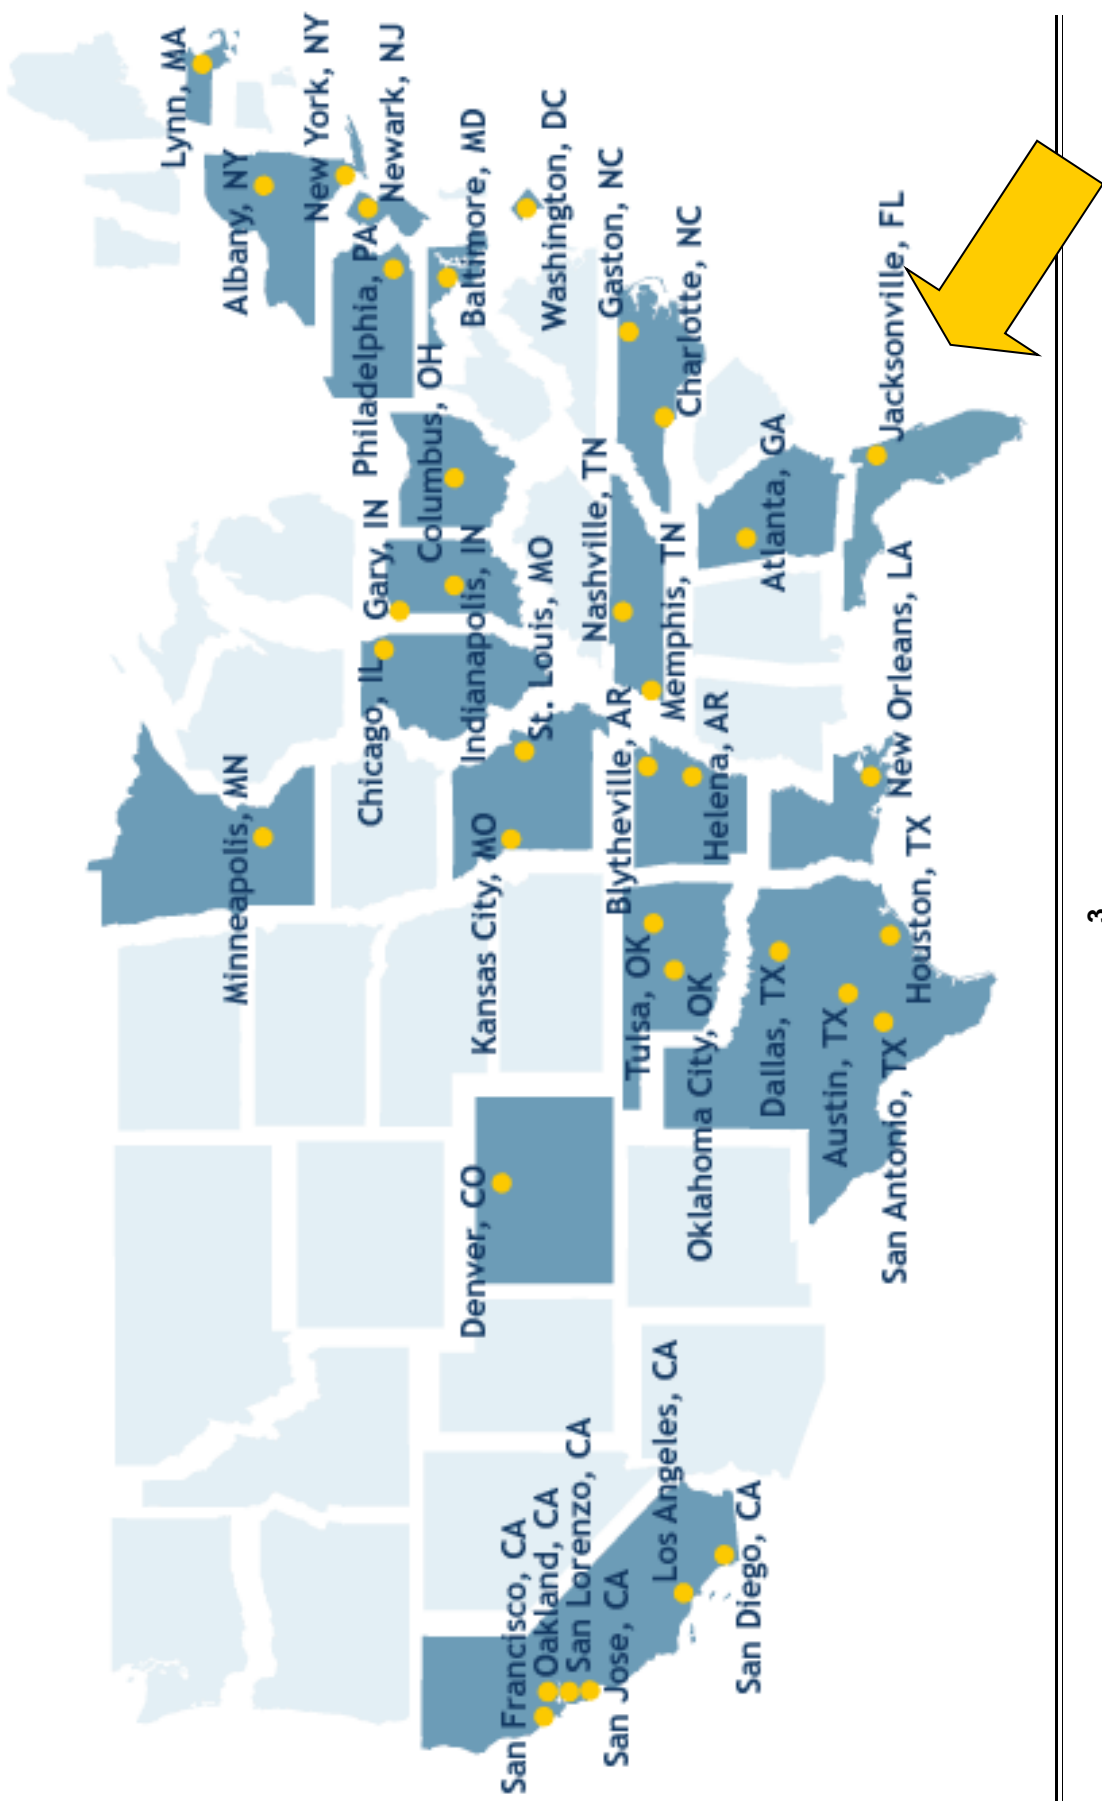 Lynn, MA
Albany, NY
New York, NY
Newark, NJ
Philadelphia, PA
Baltimore, MD
Washington, DC
Columbus, OH
Gary, IN
Indianapolis, IN
Chicago, IL
Minneapolis, MN
St. Louis, MO
Kansas City, MO
Denver, CO
San Francisco, CA
Oakland, CA
San Lorenzo, CA
San Jose, CA
Los Angeles, CA
San Diego, CA
Gaston, NC
Charlotte, NC
Nashville, TN
Memphis, TN
Blytheville, AR
Helena, AR
Tulsa, OK
Oklahoma City, OK
Atlanta, GA
Jacksonville, FL
New Orleans, LA
Dallas, TX
Austin, TX
Houston, TX
San Antonio, TX
3